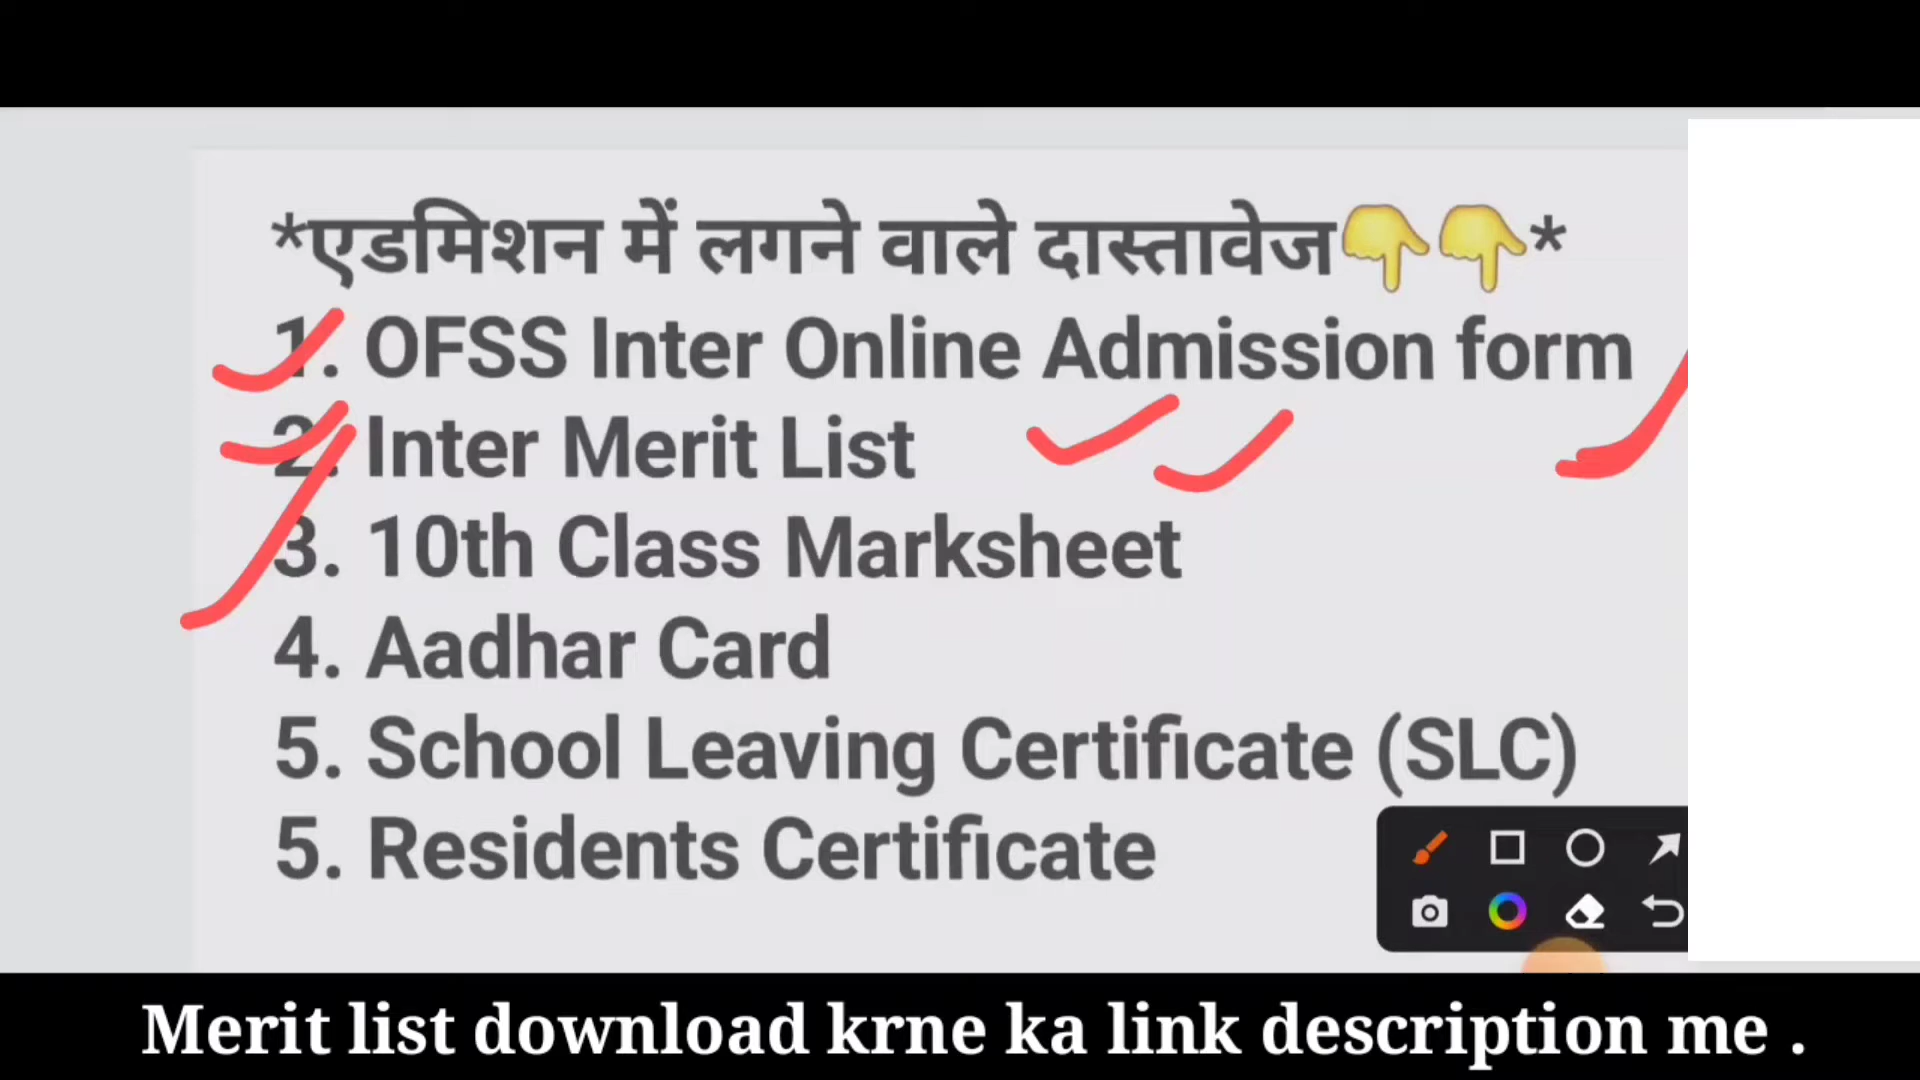 *एडमिशन में लगने वाले दास्तावेज👇👇*
1. OFSS Inter Online Admission form
2. Inter Merit List
3. 10th Class Marksheet
4. Aadhar Card
5. School Leaving Certificate (SLC)
5. Residents Certificate
Merit list download krne ka link description me .